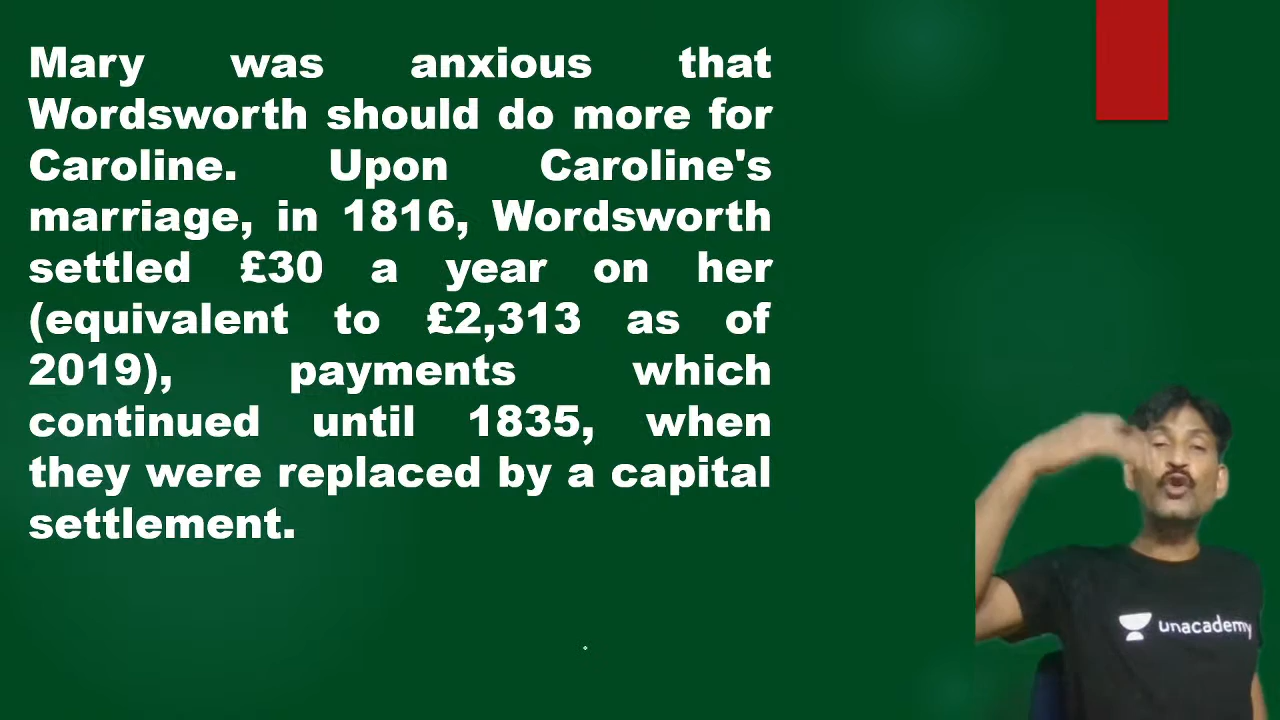 Mary was anxious that
Wordsworth should do more for
Caroline. Upon Caroline's
marriage, in 1816, Wordsworth
settled £30 a year on her
(equivalent to £2,313 as of
2019), payments which
continued until 1835, when
they were replaced by a capital
settlement.
unacademy